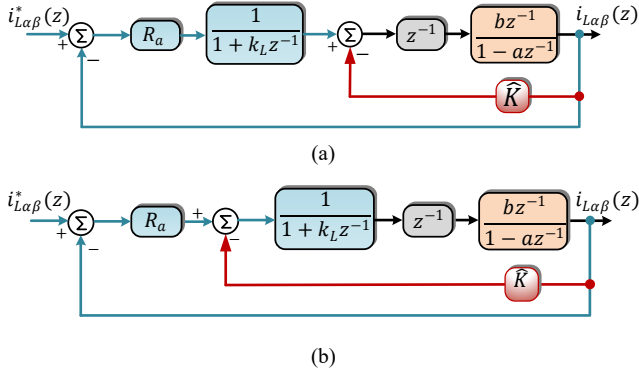 i*Lαβ(z) + Σ − Ra 1/(1 + kLz⁻¹) + Σ − z⁻¹ bz⁻¹/(1 − az⁻¹) iLαβ(z)
K̂
(a)
i*Lαβ(z) + Σ − Ra + Σ − 1/(1 + kLz⁻¹) z⁻¹ bz⁻¹/(1 − az⁻¹) iLαβ(z)
K̂
(b)